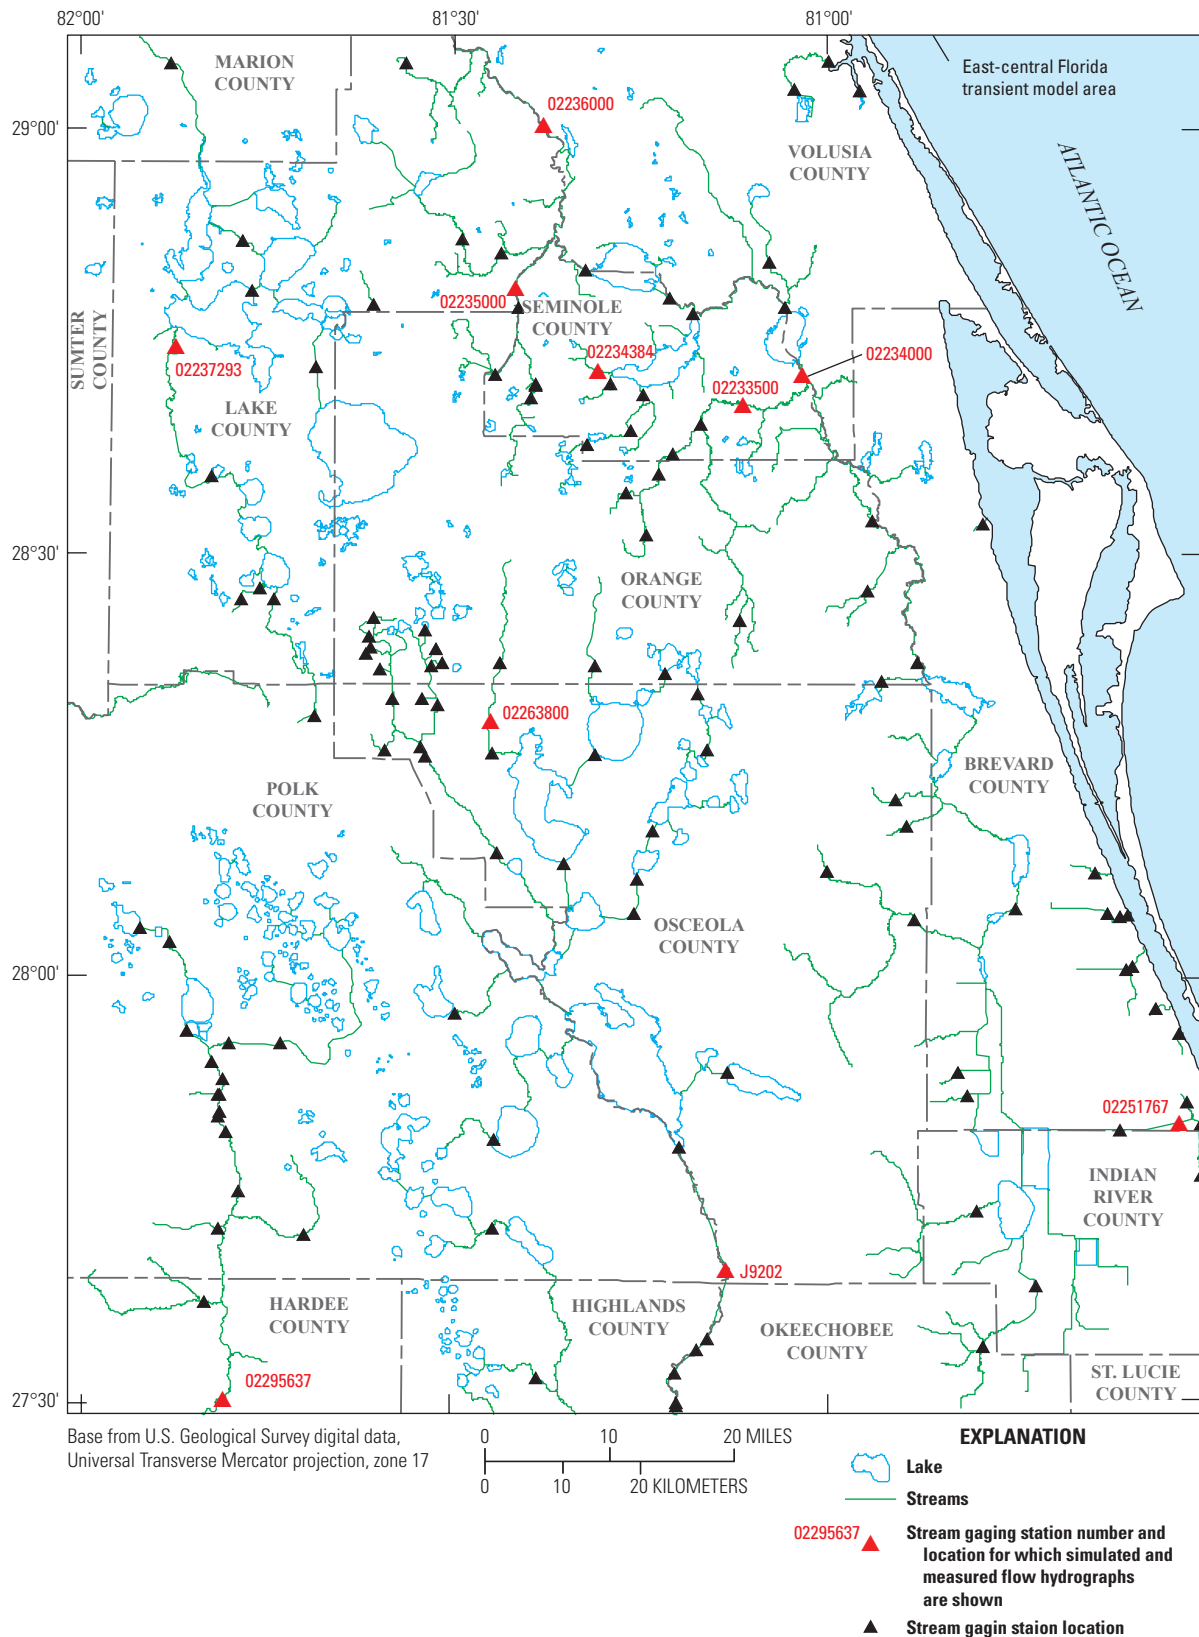 82°00'
81°30'
81°00'
MARION
COUNTY
East-central Florida
transient model area
02236000
29°00'
VOLUSIA
COUNTY
ATLANTIC OCEAN
02235000
SEMINOLE
COUNTY
SUMTER
COUNTY
02234384
02234000
02237293
02233500
LAKE
COUNTY
28°30'
ORANGE
COUNTY
02263800
BREVARD
COUNTY
POLK
COUNTY
OSCEOLA
COUNTY
28°00'
02251767
INDIAN
RIVER
COUNTY
J9202
HARDEE
COUNTY
HIGHLANDS
COUNTY
OKEECHOBEE
COUNTY
ST. LUCIE
COUNTY
02295637
27°30'
Base from U.S. Geological Survey digital data,
Universal Transverse Mercator projection, zone 17
0 10 20 MILES
0 10 20 KILOMETERS
EXPLANATION
Lake
Streams
02295637
Stream gaging station number and
location for which simulated and
measured flow hydrographs
are shown
Stream gagin staion location